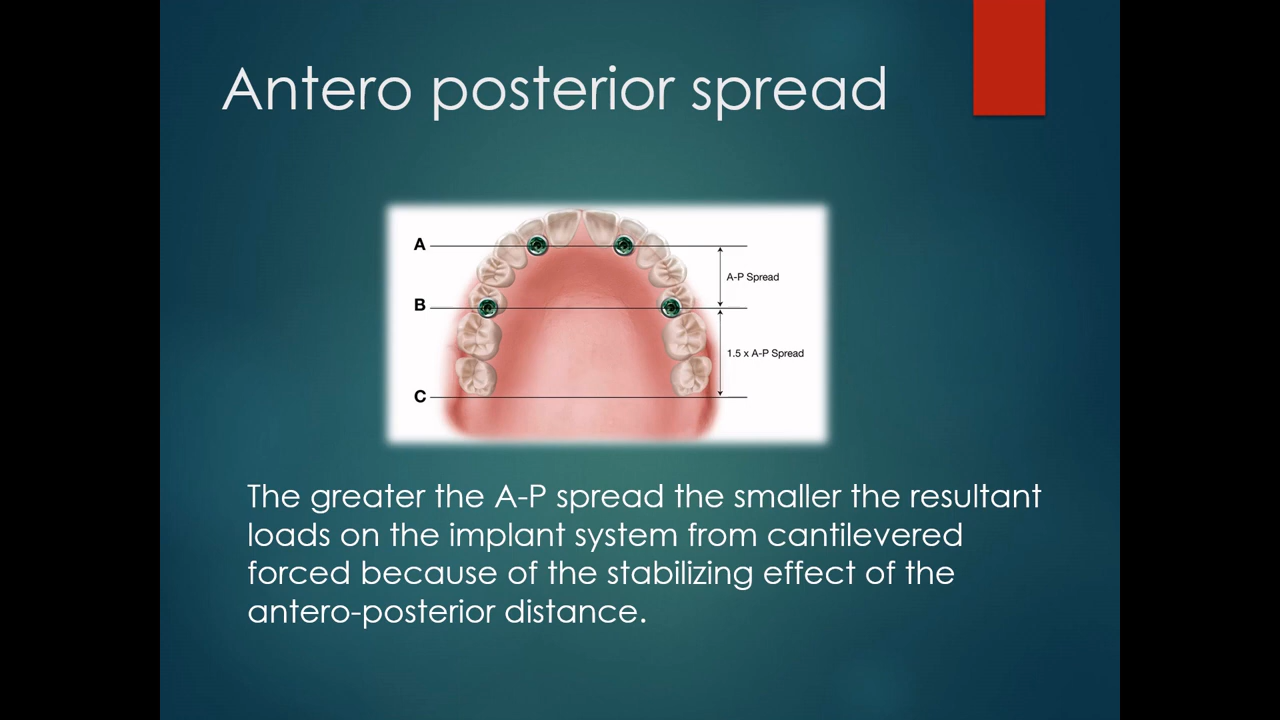 Antero posterior spread
A
A-P Spread
B
1.5 x A-P Spread
C
The greater the A-P spread the smaller the resultant
loads on the implant system from cantilevered
forced because of the stabilizing effect of the
antero-posterior distance.